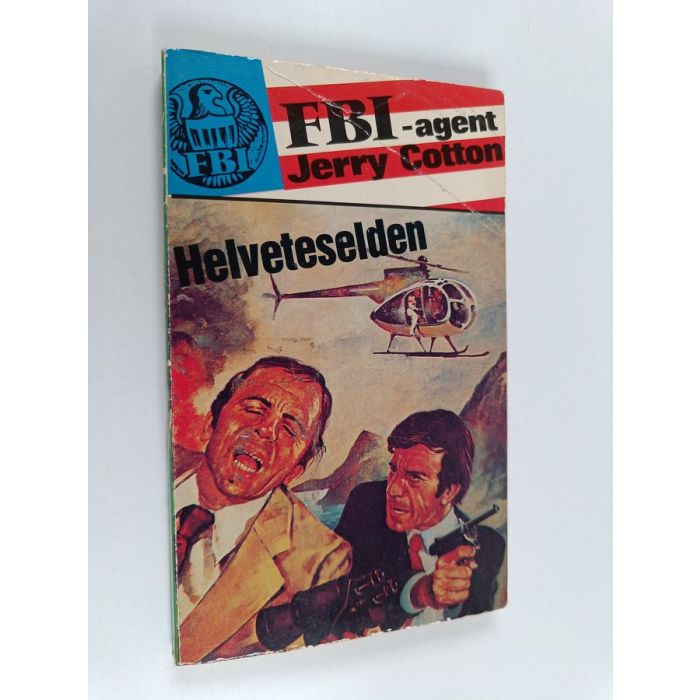 FBI
FBI-agent
Jerry Cotton
Helveteselden